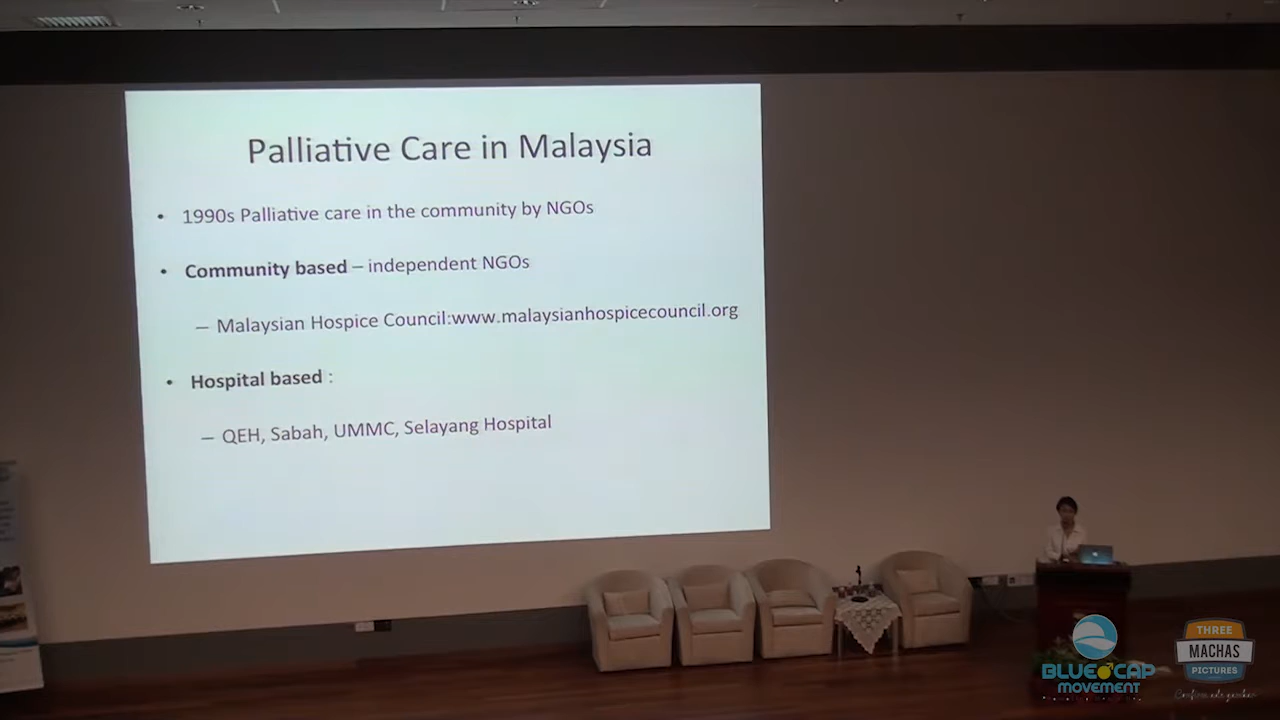 Palliative Care in Malaysia
• 1990s Palliative care in the community by NGOs
• Community based – independent NGOs
– Malaysian Hospice Council:www.malaysianhospicecouncil.org
• Hospital based :
– QEH, Sabah, UMMC, Selayang Hospital
BLUE CAP
MOVEMENT
THREE
MACHAS
PICTURES